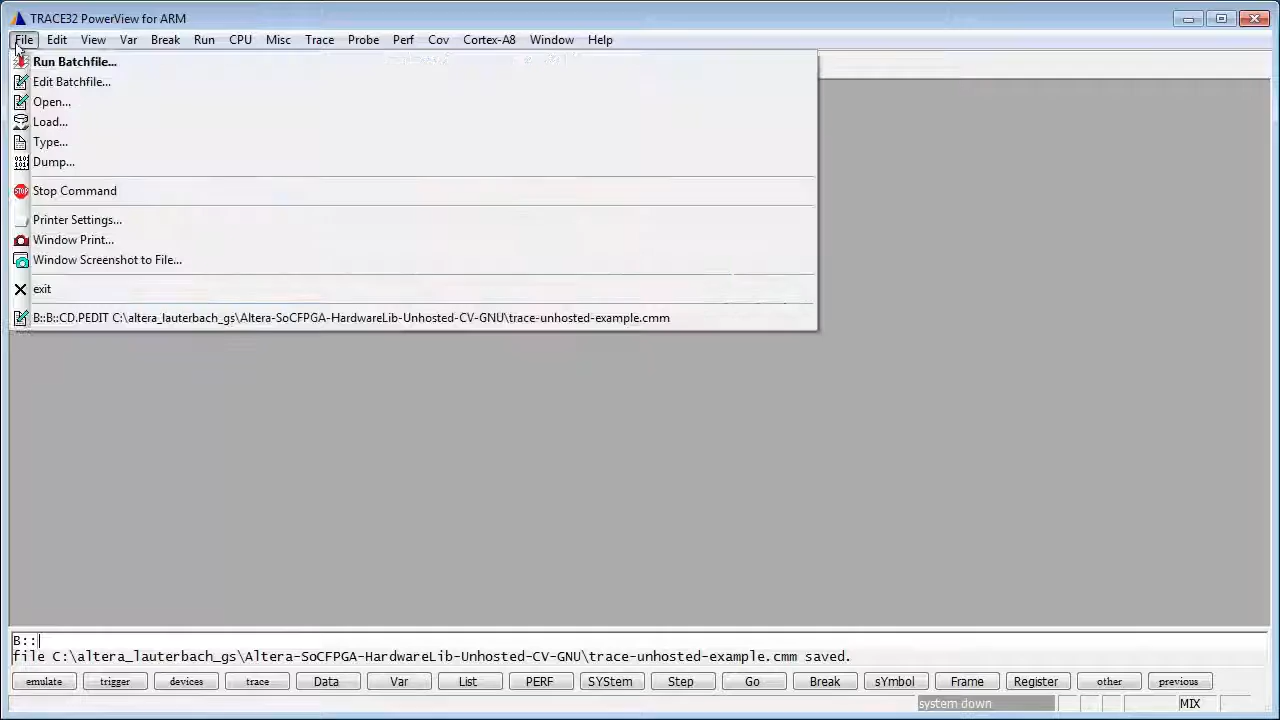 TRACE32 PowerView for ARM
File Edit View Var Break Run CPU Misc Trace Probe Perf Cov Cortex-A8 Window Help
Run Batchfile...
Edit Batchfile...
Open...
Load...
Type...
Dump...
STOP Stop Command
Printer Settings...
Window Print...
Window Screenshot to File...
exit
B::B::CD.PEDIT C:\altera_lauterbach_gs\Altera-SoCFPGA-HardwareLib-Unhosted-CV-GNU\trace-unhosted-example.cmm
B::
file C:\altera_lauterbach_gs\Altera-SoCFPGA-HardwareLib-Unhosted-CV-GNU\trace-unhosted-example.cmm saved.
emulate trigger devices trace Data Var List PERF SYStem Step Go Break sYmbol Frame Register other previous
system down MIX